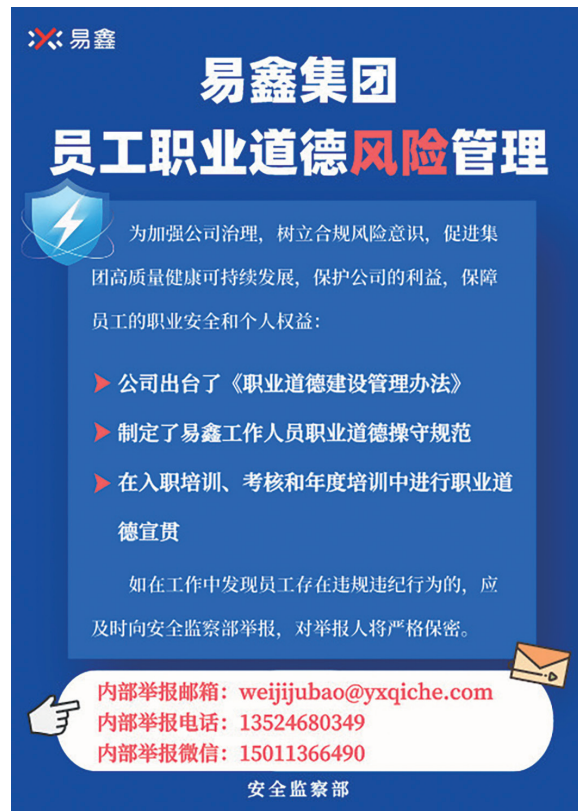 易鑫
易鑫集团
员工职业道德风险管理
为加强公司治理，树立合规风险意识，促进集
团高质量健康可持续发展，保护公司的利益，保障
员工的职业安全和个人权益：
公司出台了《职业道德建设管理办法》
制定了易鑫工作人员职业道德操守规范
在入职培训、考核和年度培训中进行职业道
德宣贯
如在工作中发现员工存在违规违纪行为的，应
及时向安全监察部举报，对举报人将严格保密。
内部举报邮箱：weijijubao@yxqiche.com
内部举报电话：13524680349
内部举报微信：15011366490
安全监察部